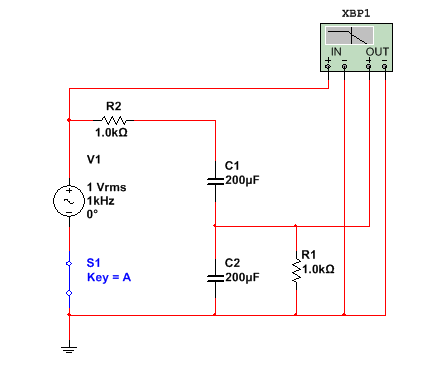 XBP1
IN OUT
R2
1.0kΩ
V1
1 Vrms
1kHz
0°
C1
200µF
S1
Key = A
C2
200µF
R1
1.0kΩ